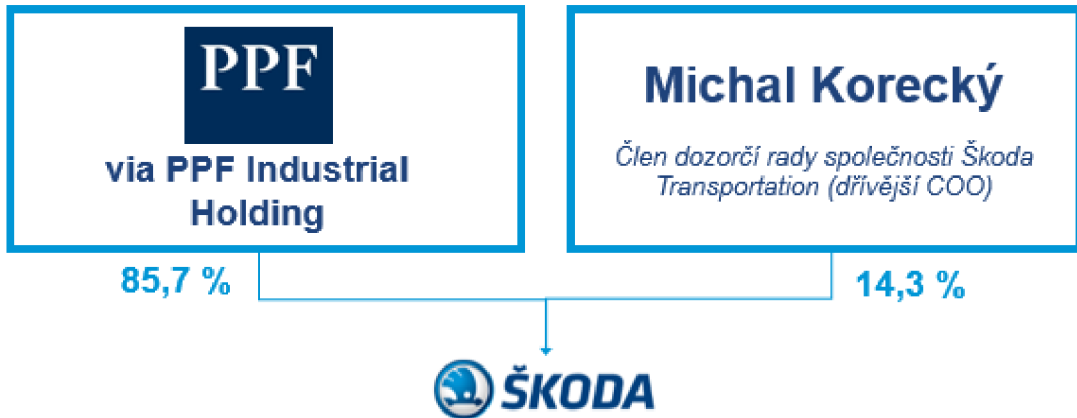 PPF
via PPF Industrial
Holding
Michal Korecký
Člen dozorčí rady společnosti Škoda
Transportation (dřívější COO)
85,7 %
14,3 %
ŠKODA